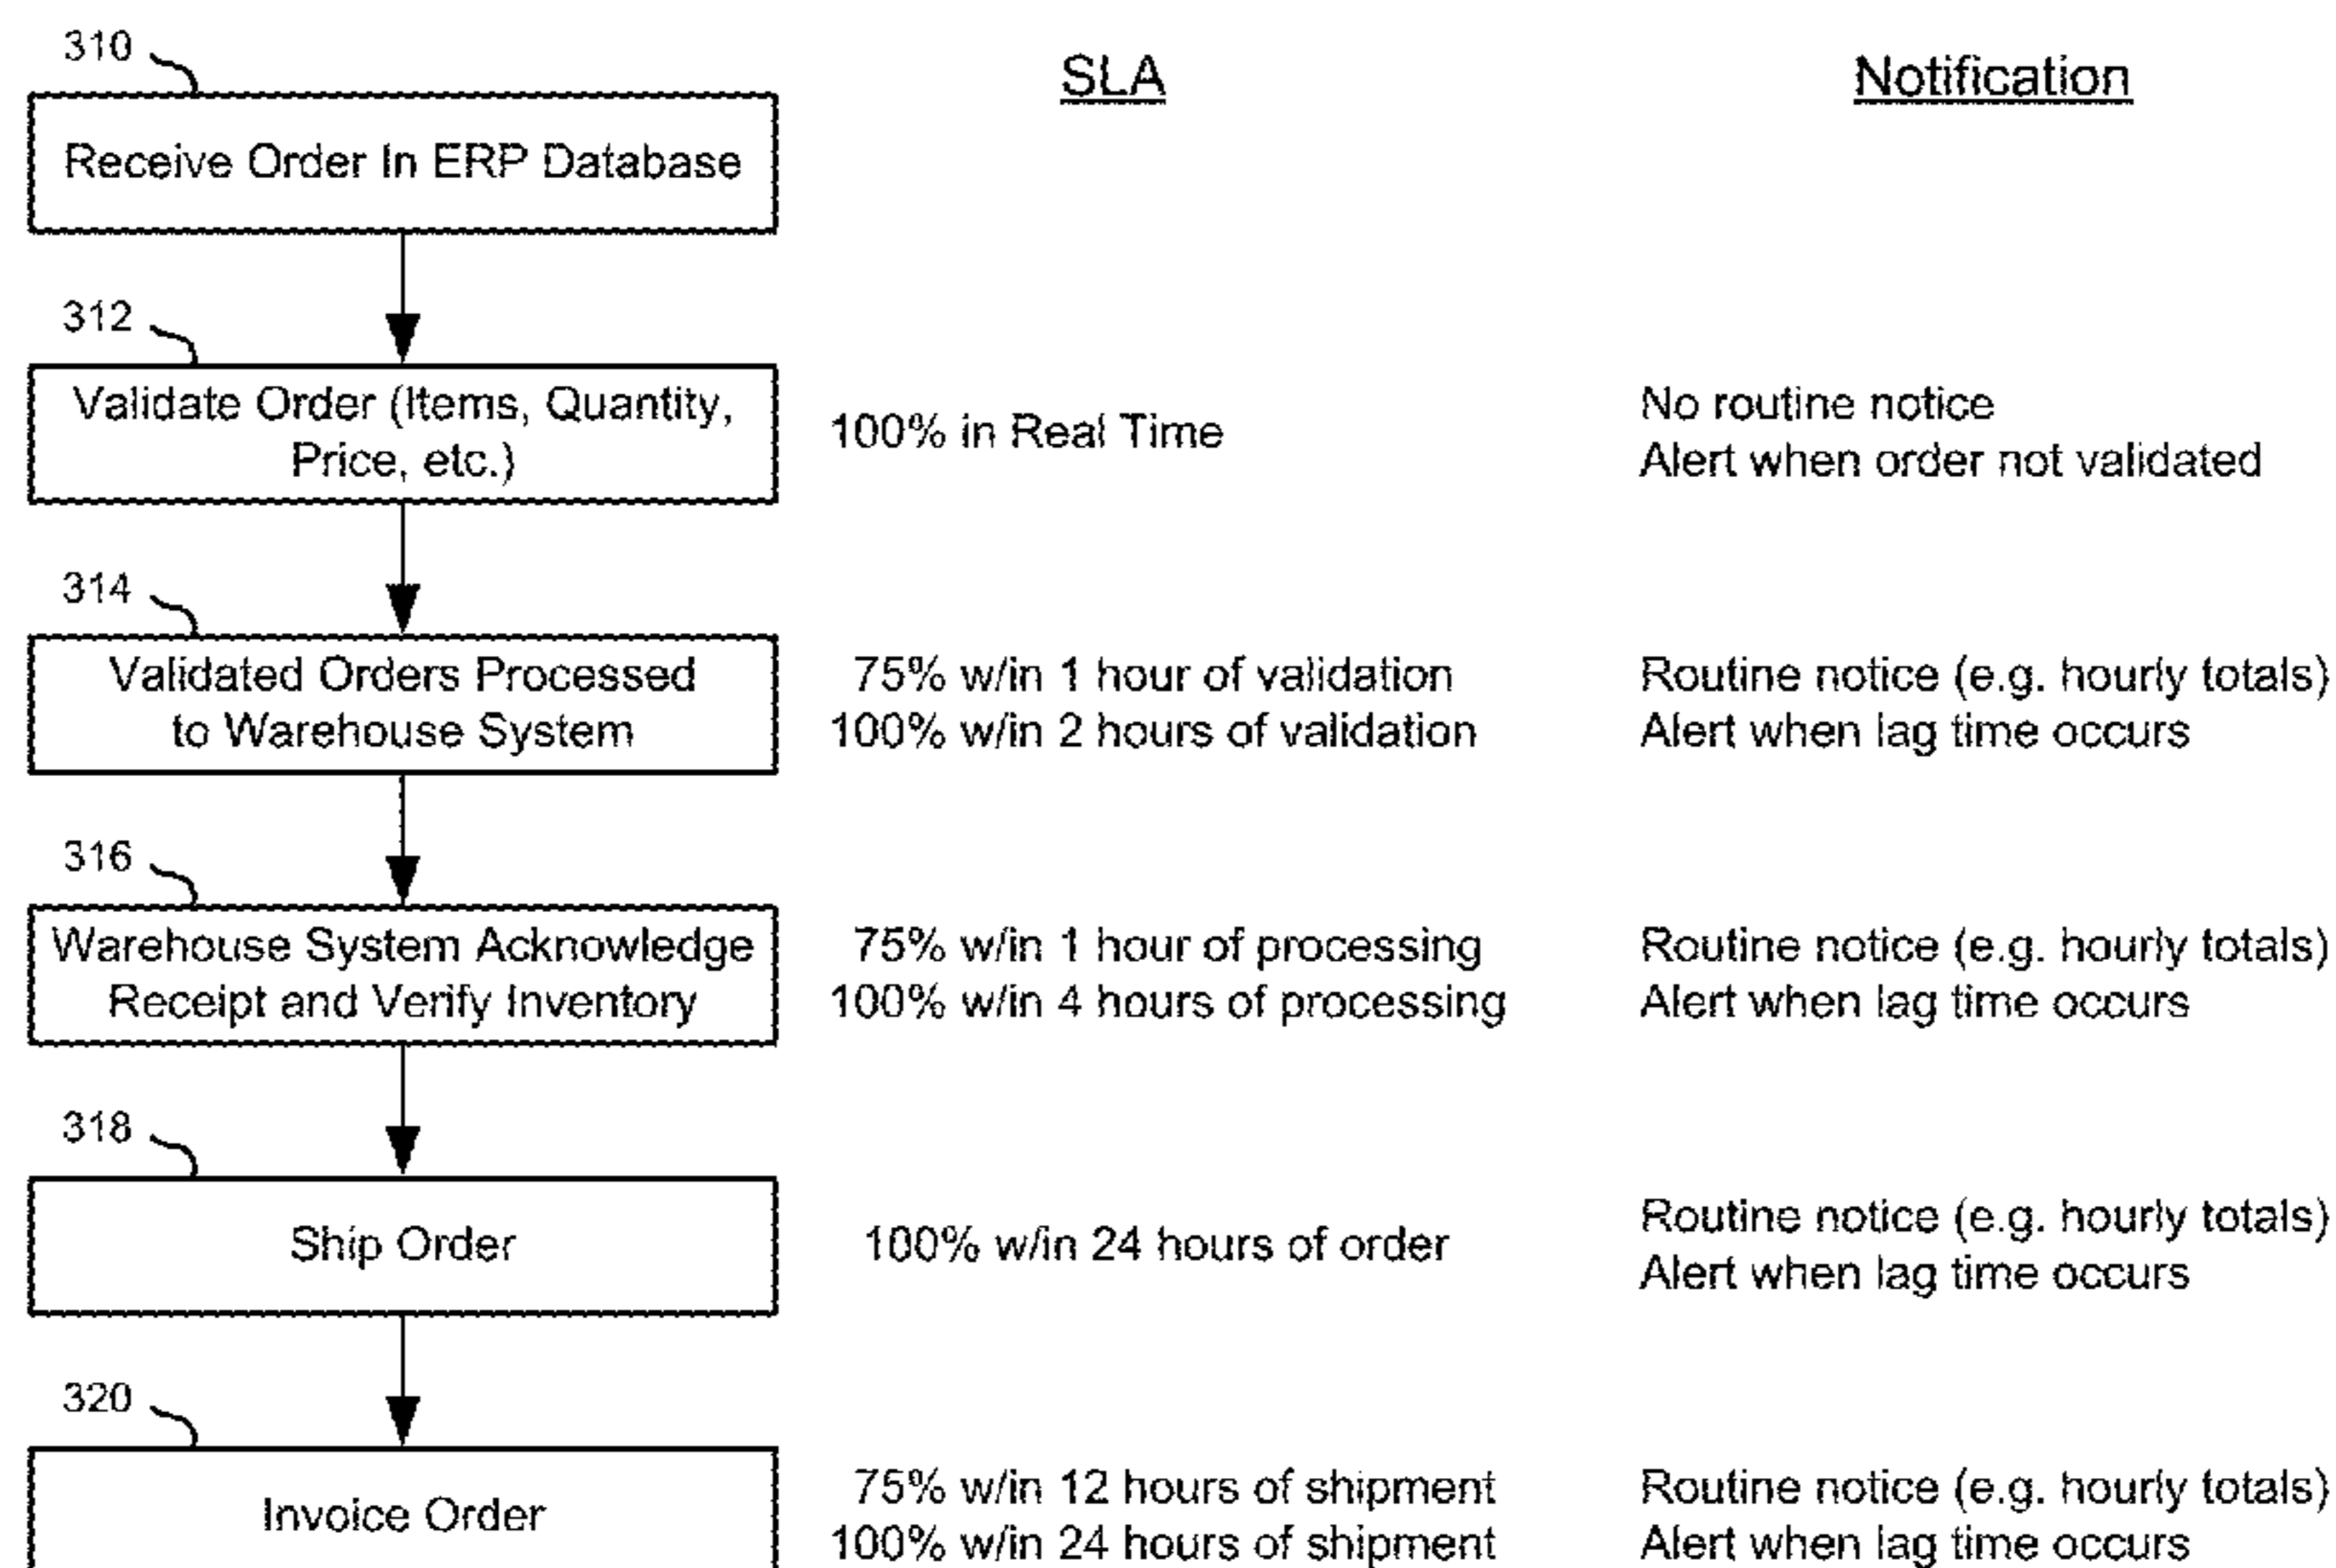 310
SLA
Notification
Receive Order In ERP Database
312
Validate Order (Items, Quantity,
Price, etc.)
100% in Real Time
No routine notice
Alert when order not validated
314
Validated Orders Processed
to Warehouse System
75% w/in 1 hour of validation
100% w/in 2 hours of validation
Routine notice (e.g. hourly totals)
Alert when lag time occurs
316
Warehouse System Acknowledge
Receipt and Verify Inventory
75% w/in 1 hour of processing
100% w/in 4 hours of processing
Routine notice (e.g. hourly totals)
Alert when lag time occurs
318
Ship Order
100% w/in 24 hours of order
Routine notice (e.g. hourly totals)
Alert when lag time occurs
320
Invoice Order
75% w/in 12 hours of shipment
100% w/in 24 hours of shipment
Routine notice (e.g. hourly totals)
Alert when lag time occurs